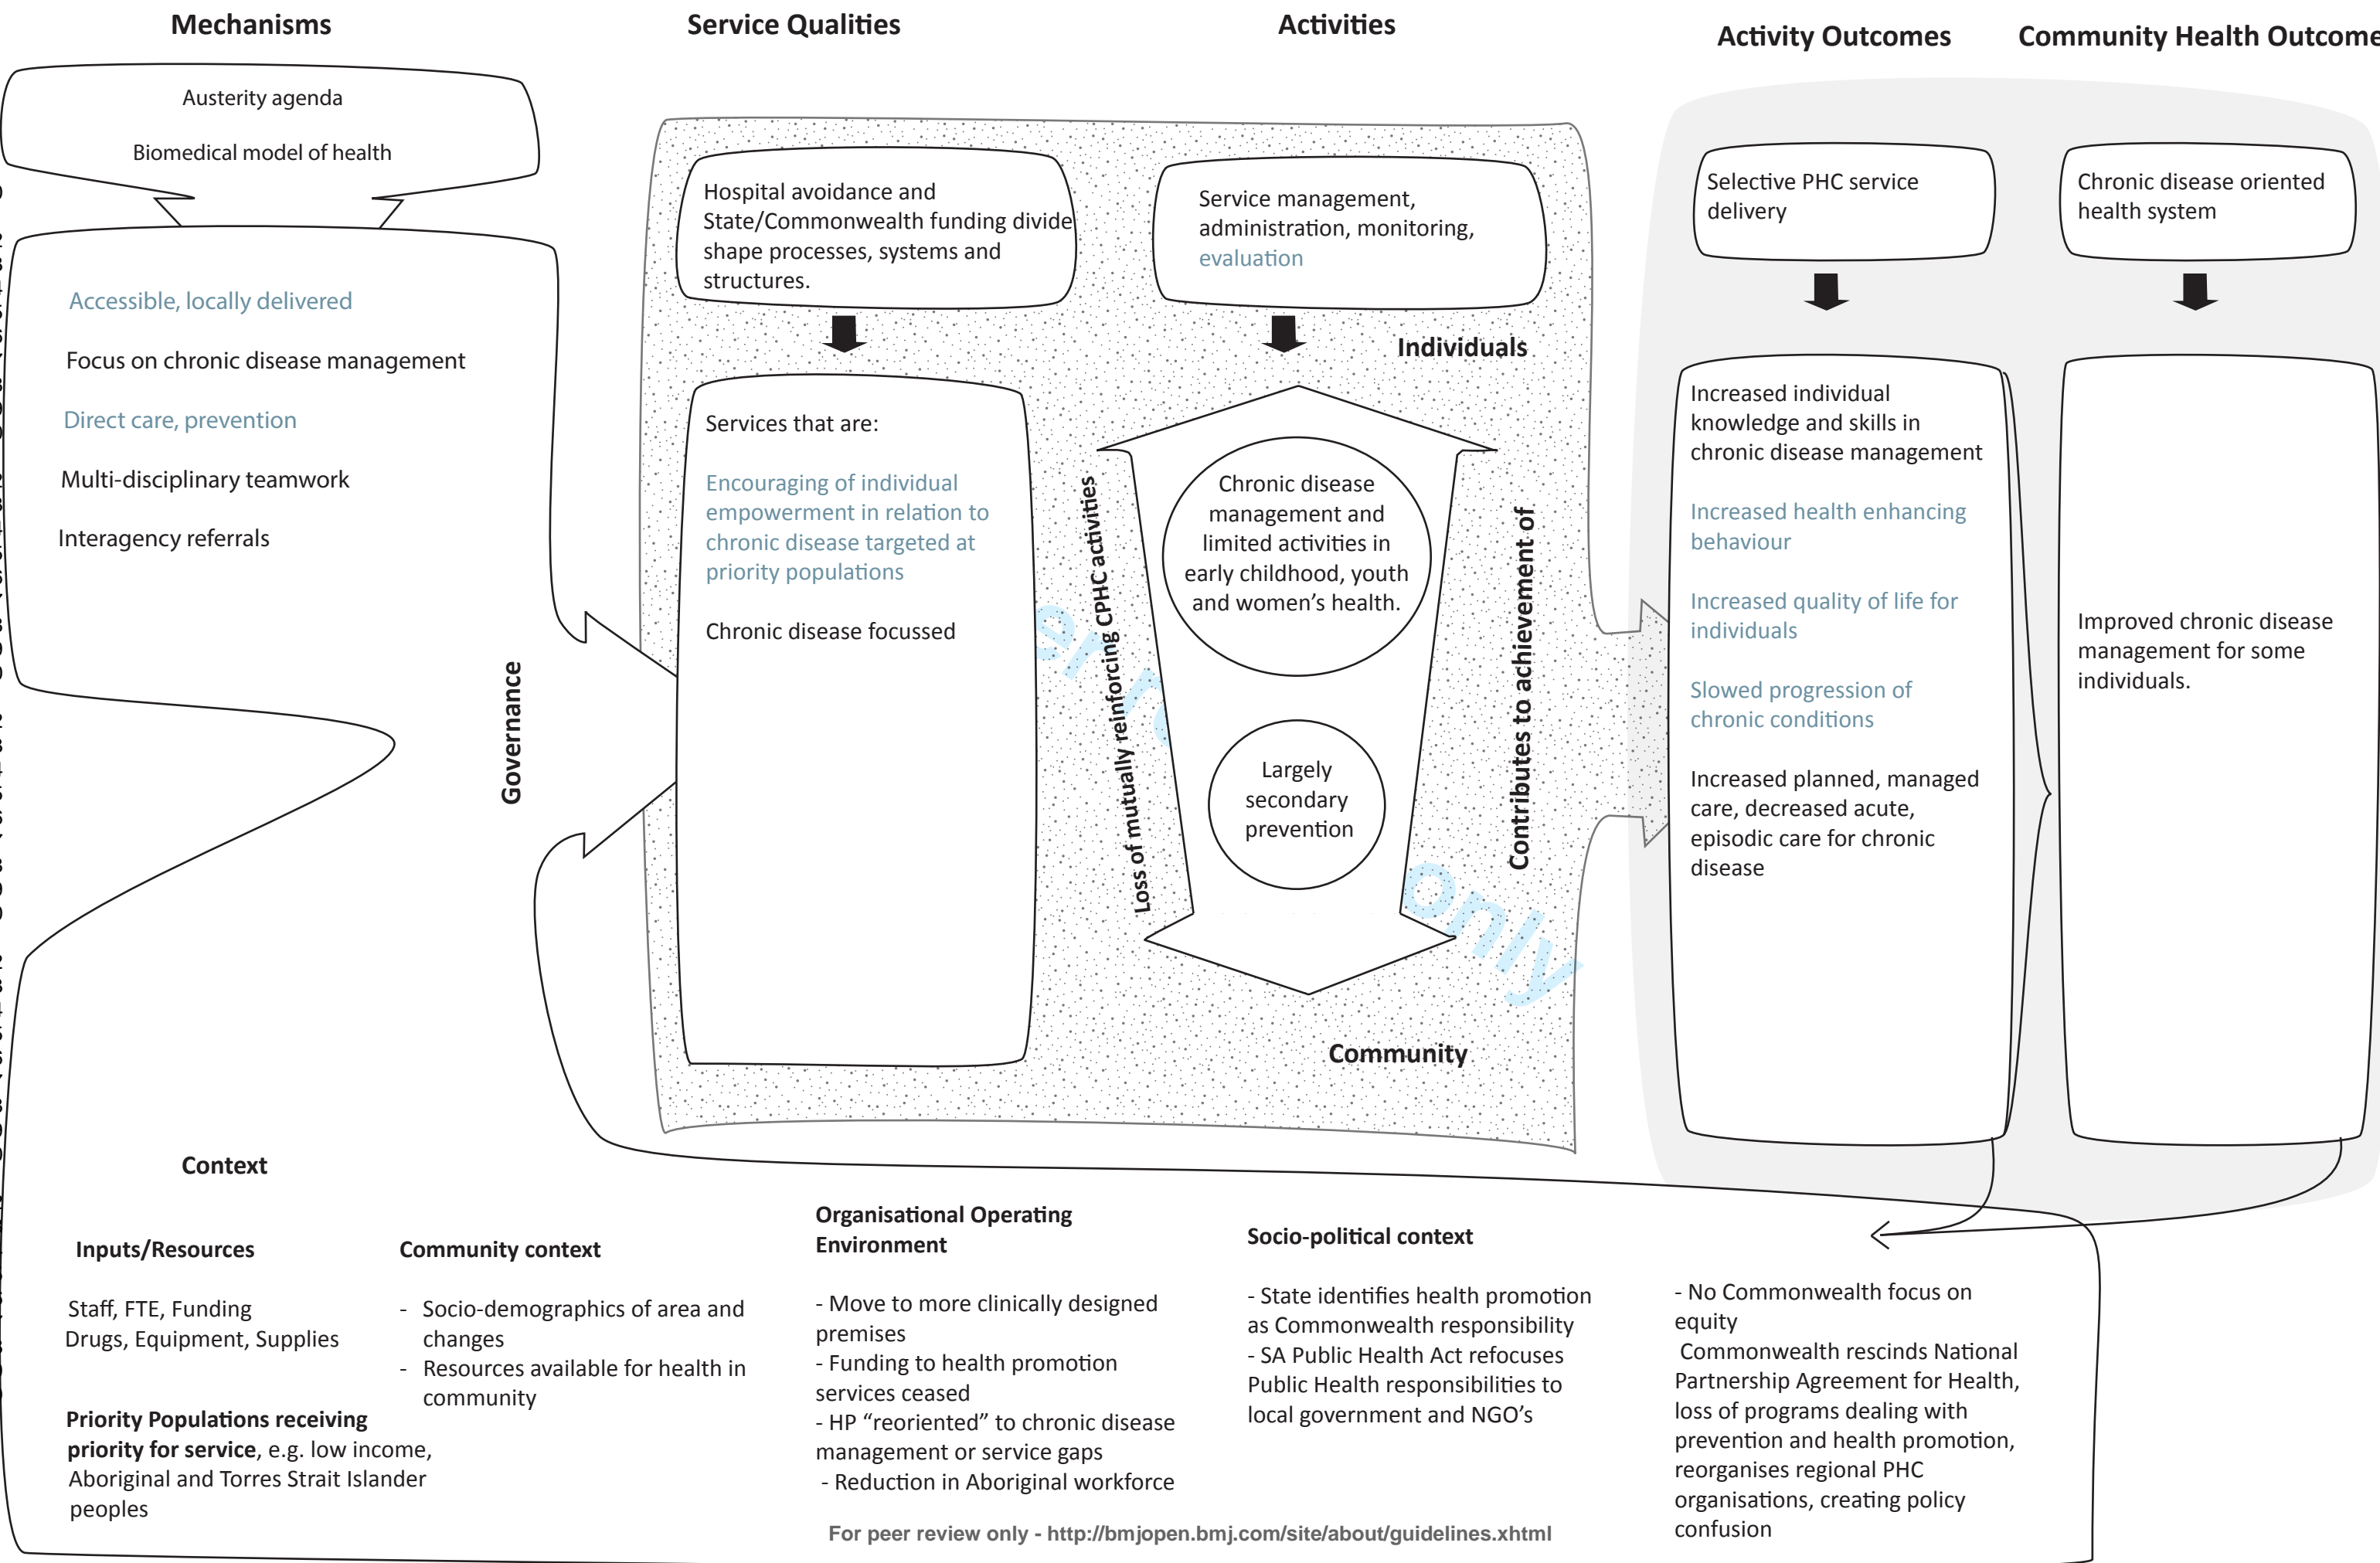 Mechanisms
Service Qualities
Activities
Activity Outcomes
Community Health Outcome
Austerity agenda
Biomedical model of health
Accessible, locally delivered
Focus on chronic disease management
Direct care, prevention
Multi-disciplinary teamwork
Interagency referrals
Governance
Hospital avoidance and
State/Commonwealth funding divide
shape processes, systems and
structures.
Services that are:
Encouraging of individual
empowerment in relation to
chronic disease targeted at
priority populations
Chronic disease focussed
Service management,
administration, monitoring,
evaluation
Individuals
Loss of mutually reinforcing CPHC activities
Chronic disease
management and
limited activities in
early childhood, youth
and women's health.
Largely
secondary
prevention
Contributes to achievement of
Community
only
Selective PHC service
delivery
Increased individual
knowledge and skills in
chronic disease management
Increased health enhancing
behaviour
Increased quality of life for
individuals
Slowed progression of
chronic conditions
Increased planned, managed
care, decreased acute,
episodic care for chronic
disease
Chronic disease oriented
health system
Improved chronic disease
management for some
individuals.
Context
Inputs/Resources
Staff, FTE, Funding
Drugs, Equipment, Supplies
Priority Populations receiving
priority for service, e.g. low income,
Aboriginal and Torres Strait Islander
peoples
Community context
- Socio-demographics of area and
changes
- Resources available for health in
community
Organisational Operating
Environment
- Move to more clinically designed
premises
- Funding to health promotion
services ceased
- HP “reoriented” to chronic disease
management or service gaps
- Reduction in Aboriginal workforce
Socio-political context
- State identifies health promotion
as Commonwealth responsibility
- SA Public Health Act refocuses
Public Health responsibilities to
local government and NGO's
- No Commonwealth focus on
equity
Commonwealth rescinds National
Partnership Agreement for Health,
loss of programs dealing with
prevention and health promotion,
reorganises regional PHC
organisations, creating policy
confusion
For peer review only - http://bmjopen.bmj.com/site/about/guidelines.xhtml